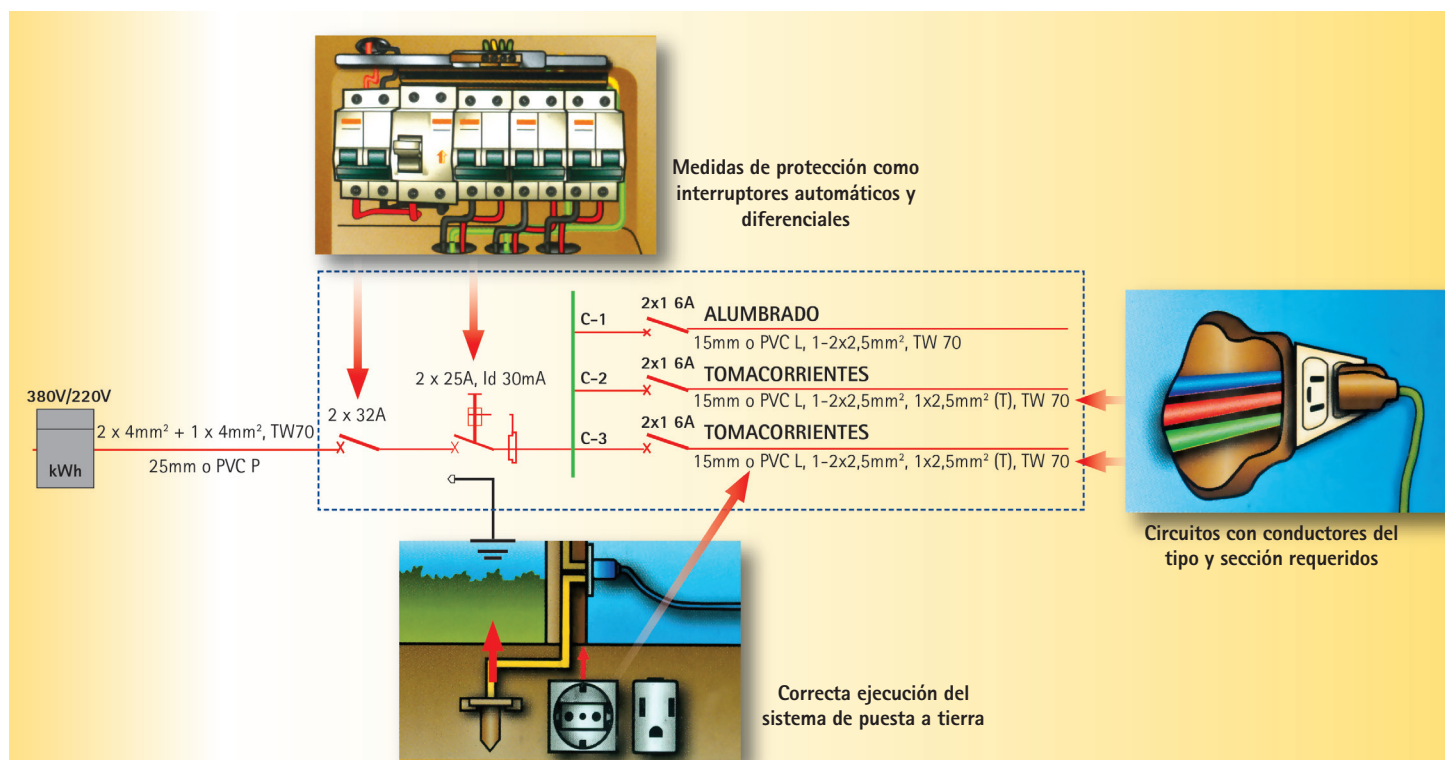 Medidas de protección como
interruptores automáticos y
diferenciales
380V/220V
kWh
2 x 4mm² + 1 x 4mm², TW70
25mm o PVC P
2 x 32A
2 x 25A, Id 30mA
C-1
2x1 6A
ALUMBRADO
15mm o PVC L, 1-2x2,5mm², TW 70
C-2
2x1 6A
TOMACORRIENTES
15mm o PVC L, 1-2x2,5mm², 1x2,5mm² (T), TW 70
C-3
2x1 6A
TOMACORRIENTES
15mm o PVC L, 1-2x2,5mm², 1x2,5mm² (T), TW 70
Circuitos con conductores del
tipo y sección requeridos
Correcta ejecución del
sistema de puesta a tierra